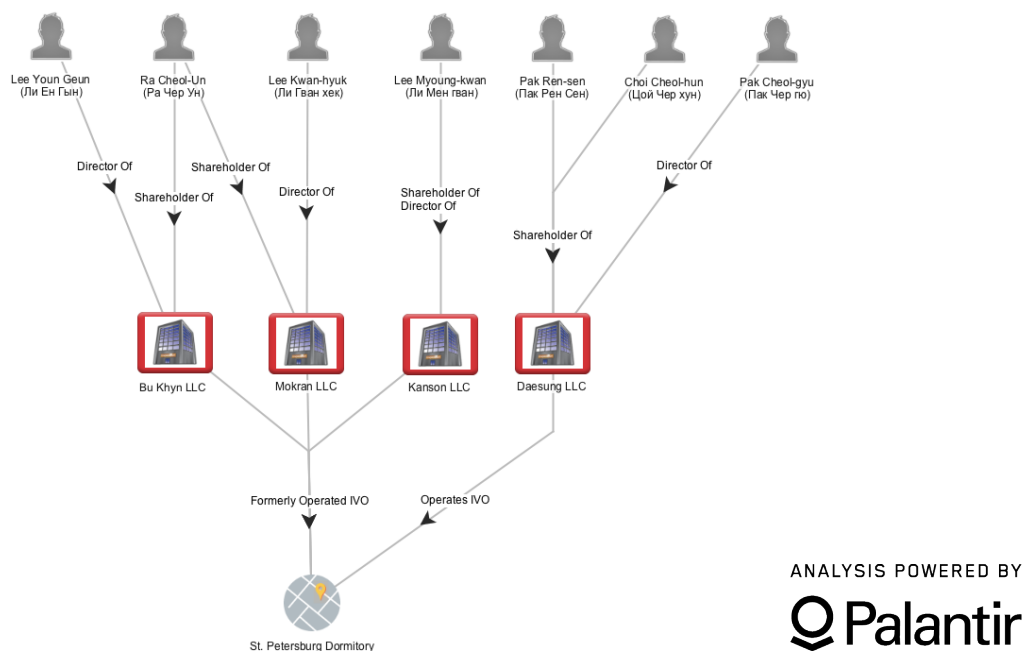 Lee Youn Geun
(Ли Ен Гын)
Ra Cheol-Un
(Ра Чер Ун)
Lee Kwan-hyuk
(Ли Гван хек)
Lee Myoung-kwan
(Ли Мен гван)
Pak Ren-sen
(Пак Рен Сен)
Choi Cheol-hun
(Цой Чер хун)
Pak Cheol-gyu
(Пак Чер гю)
Director Of
Shareholder Of
Shareholder Of
Director Of
Shareholder Of
Director Of
Shareholder Of
Director Of
Bu Khyn LLC
Mokran LLC
Kanson LLC
Daesung LLC
Formerly Operated IVO
Operates IVO
St. Petersburg Dormitory
ANALYSIS POWERED BY
Palantir